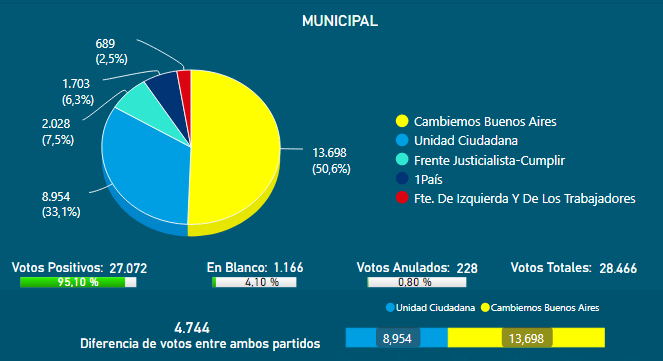 MUNICIPAL
689
(2,5%)
1.703
(6,3%)
2.028
(7,5%)
8.954
(33,1%)
13.698
(50,6%)
Cambiemos Buenos Aires
Unidad Ciudadana
Frente Justicialista-Cumplir
1País
Fte. De Izquierda Y De Los Trabajadores
Votos Positivos: 27.072
95,10 %
En Blanco: 1.166
4,10 %
Votos Anulados: 228
0,80 %
Votos Totales: 28.466
Unidad Ciudadana Cambiemos Buenos Aires
4.744
Diferencia de votos entre ambos partidos
8,954 13,698